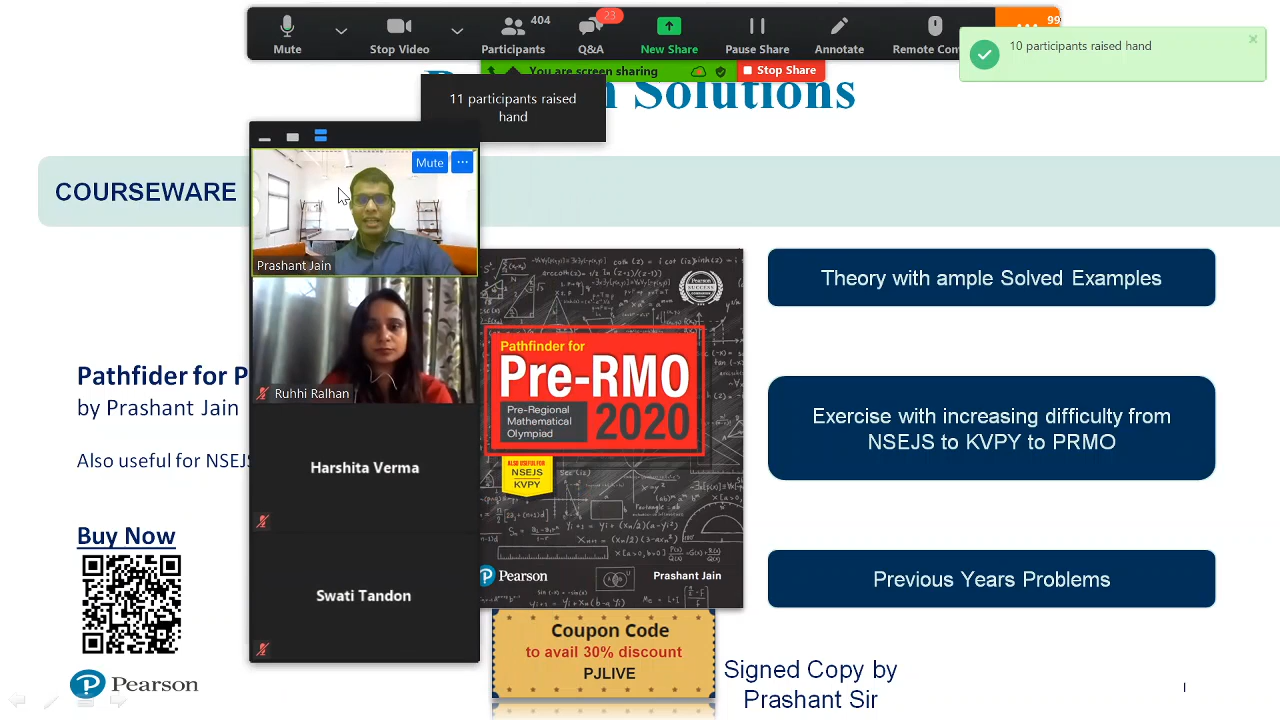 Mute
Stop Video
Participants
404
Q&A
23
New Share
Pause Share
Annotate
Remote Con
99
You are screen sharing
Stop Share
10 participants raised hand
11 participants raised
hand
Solutions
COURSEWARE
Mute
Prashant Jain
Ruhhi Ralhan
Harshita Verma
Swati Tandon
Pathfider for P
by Prashant Jain
Also useful for NSEJS
Buy Now
Pearson
Pearson
SUCCESS
Pathfinder for
Pre-RMO
Pre-Regional
Mathematical
Olympiad
2020
ALSO USEFUL FOR
NSEJS
KVPY
Pearson
Prashant Jain
Coupon Code
to avail 30% discount
PJLIVE
Signed Copy by
Prashant Sir
Theory with ample Solved Examples
Exercise with increasing difficulty from
NSEJS to KVPY to PRMO
Previous Years Problems